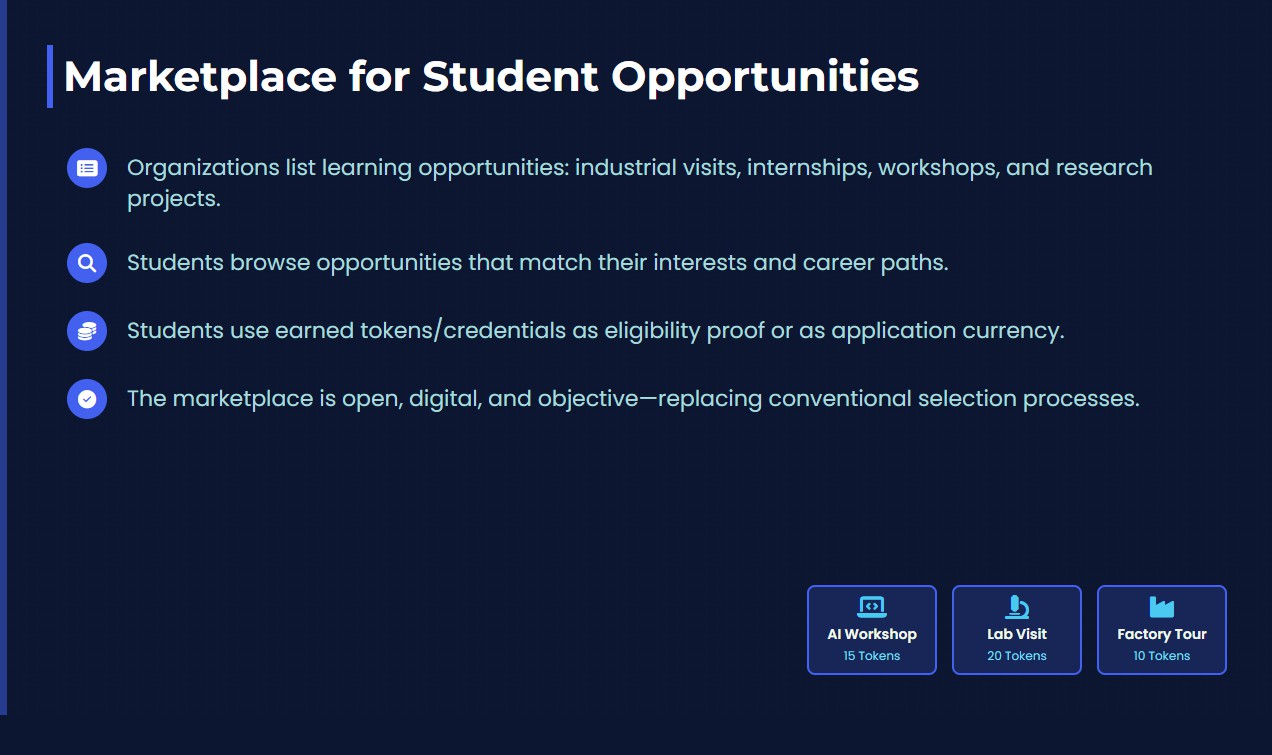 Marketplace for Student Opportunities
Organizations list learning opportunities: industrial visits, internships, workshops, and research
projects.
Students browse opportunities that match their interests and career paths.
Students use earned tokens/credentials as eligibility proof or as application currency.
The marketplace is open, digital, and objective—replacing conventional selection processes.
AI Workshop
15 Tokens
Lab Visit
20 Tokens
Factory Tour
10 Tokens